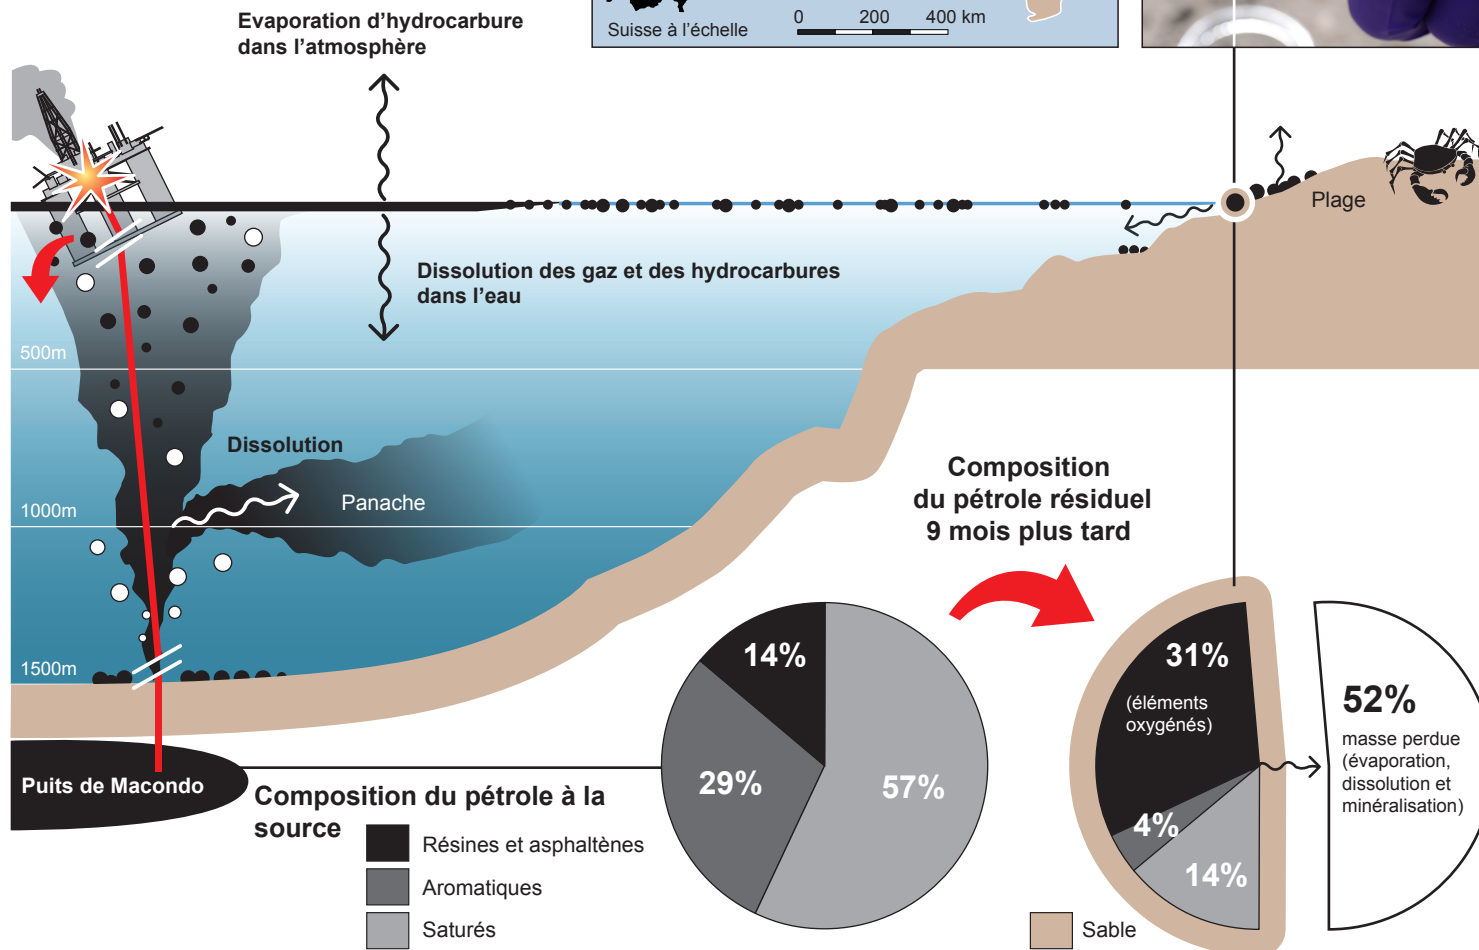 Evaporation d’hydrocarbure
dans l’atmosphère
Suisse à l’échelle
0 200 400 km
Plage
Dissolution des gaz et des hydrocarbures
dans l’eau
500m
Dissolution
Panache
1000m
Composition
du pétrole résiduel
9 mois plus tard
1500m
Puits de Macondo
Composition du pétrole à la
source
Résines et asphaltènes
Aromatiques
Saturés
14%
29%
57%
31%
(éléments
oxygénés)
4%
14%
52%
masse perdue
(évaporation,
dissolution et
minéralisation)
Sable